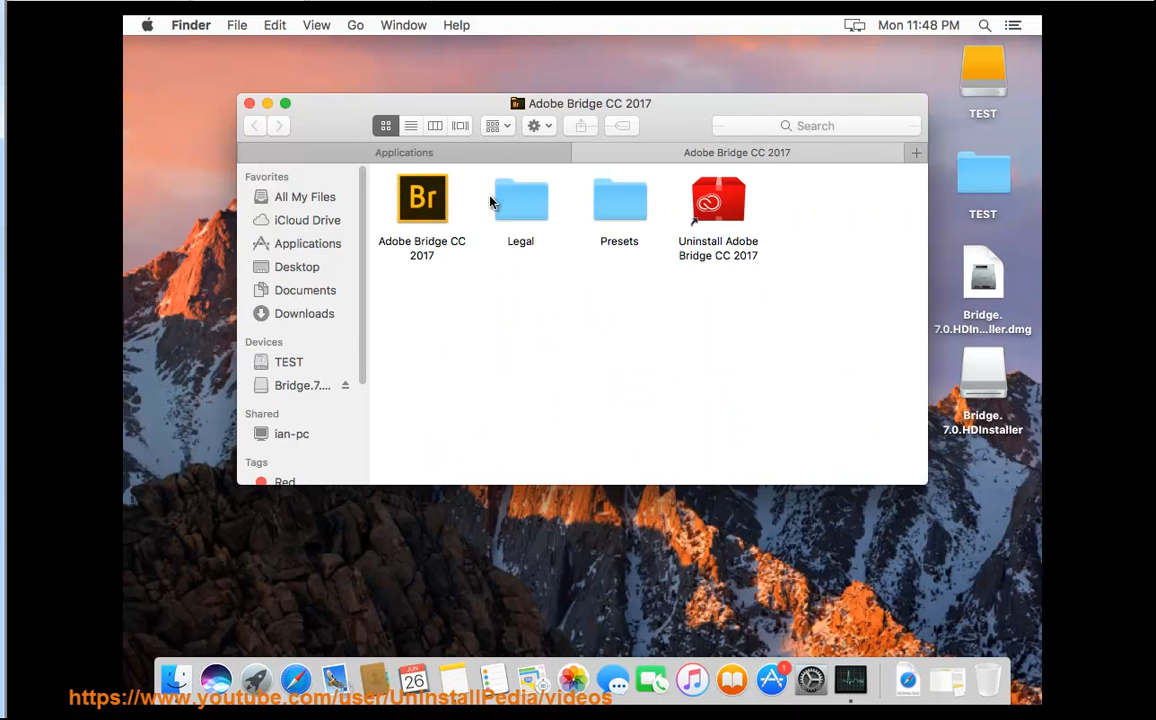 Finder File Edit View Go Window Help Mon 11:48 PM
Adobe Bridge CC 2017
Search
Applications Adobe Bridge CC 2017
Favorites
All My Files
iCloud Drive
Applications
Desktop
Documents
Downloads
Devices
TEST
Bridge.7....
Shared
ian-pc
Tags
Red
Br
Adobe Bridge CC
2017
Legal
Presets
Uninstall Adobe
Bridge CC 2017
TEST
TEST
Bridge.
7.0.HDIn...ller.dmg
Bridge.
7.0.HDInstaller
JUN
26
1
DOWNLOAD
https://www.youtube.com/user/UninstallPedia/videos